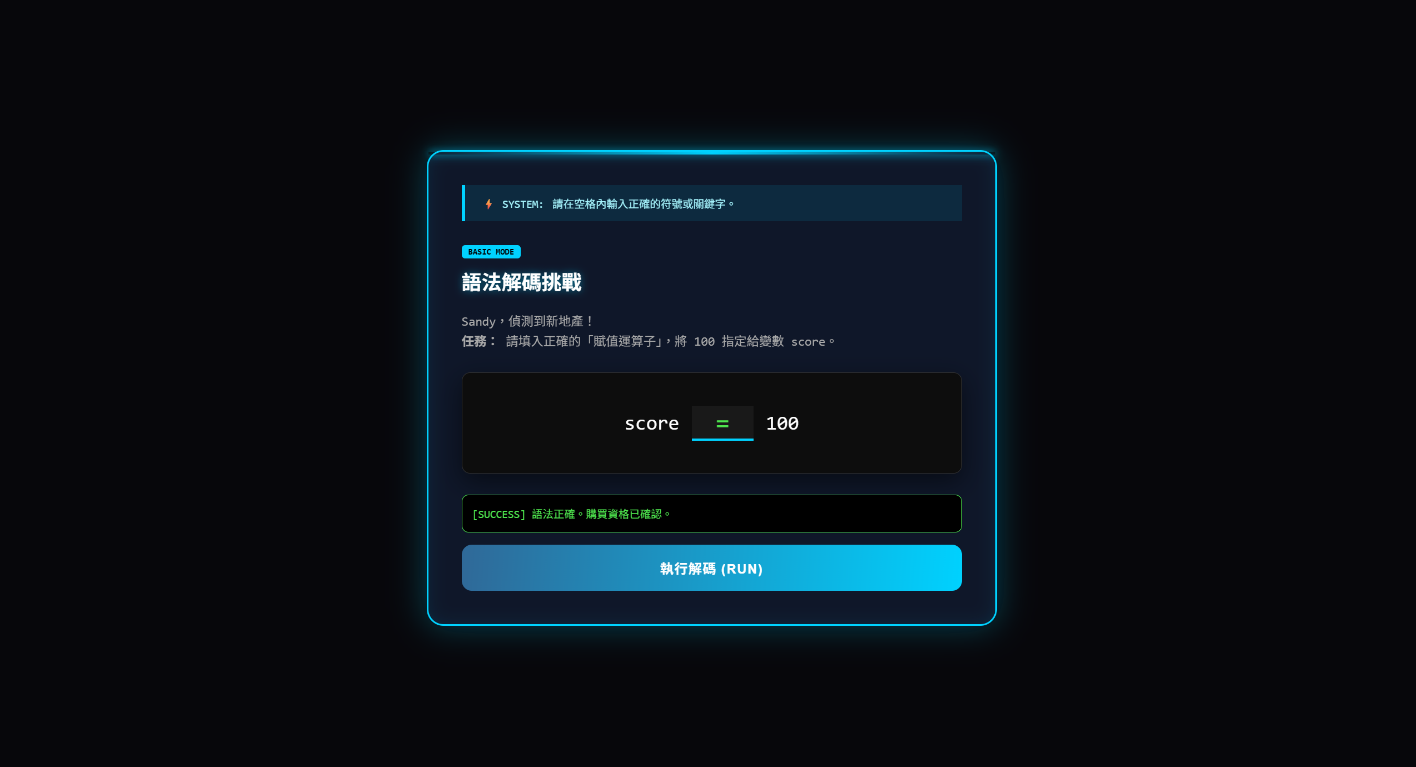 ⚡ SYSTEM: 請在空格內輸入正確的符號或關鍵字。
BASIC MODE
語法解碼挑戰
Sandy，偵測到新地產！
任務： 請填入正確的「賦值運算子」，將 100 指定給變數 score。
score = 100
[SUCCESS] 語法正確。購買資格已確認。
執行解碼 (RUN)